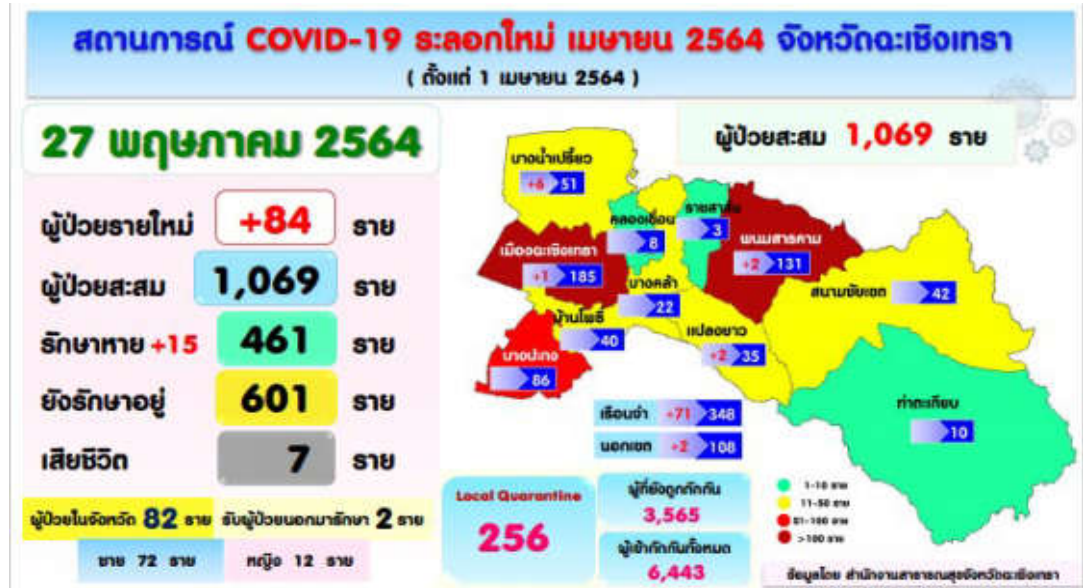 สถานการณ์ COVID-19 ระลอกใหม่ เมษายน 2564 จังหวัดฉะเชิงเทรา
( ตั้งแต่ 1 เมษายน 2564 )
27 พฤษภาคม 2564
ผู้ป่วยรายใหม่ +84 ราย
ผู้ป่วยสะสม 1,069 ราย
รักษาหาย +15 461 ราย
ยังรักษาอยู่ 601 ราย
เสียชีวิต 7 ราย
ผู้ป่วยในจังหวัด 82 ราย รับผู้ป่วยนอกมารักษา 2 ราย
ชาย 72 ราย หญิง 12 ราย
ผู้ป่วยสะสม 1,069 ราย
บางน้ำเปรี้ยว
+6 51
คลองเขื่อน
8
ราชสาส์น
3
พนมสารคาม
+2 131
เมืองฉะเชิงเทรา
+1 185
บางคล้า
22
สนามชัยเขต 42
บ้านโพธิ์
40
แปลงยาว
+2 35
บางปะกง
86
ท่าตะเกียบ
10
เรือนจำ +71 348
นอกเขต +2 108
Local Quarantine
256
ผู้ที่ยังถูกกักกัน
3,565
ผู้เข้ากักกันทั้งหมด
6,443
1-10 ราย
11-50 ราย
51-100 ราย
>100 ราย
ข้อมูลโดย สำนักงานสาธารณสุขจังหวัดฉะเชิงเทรา